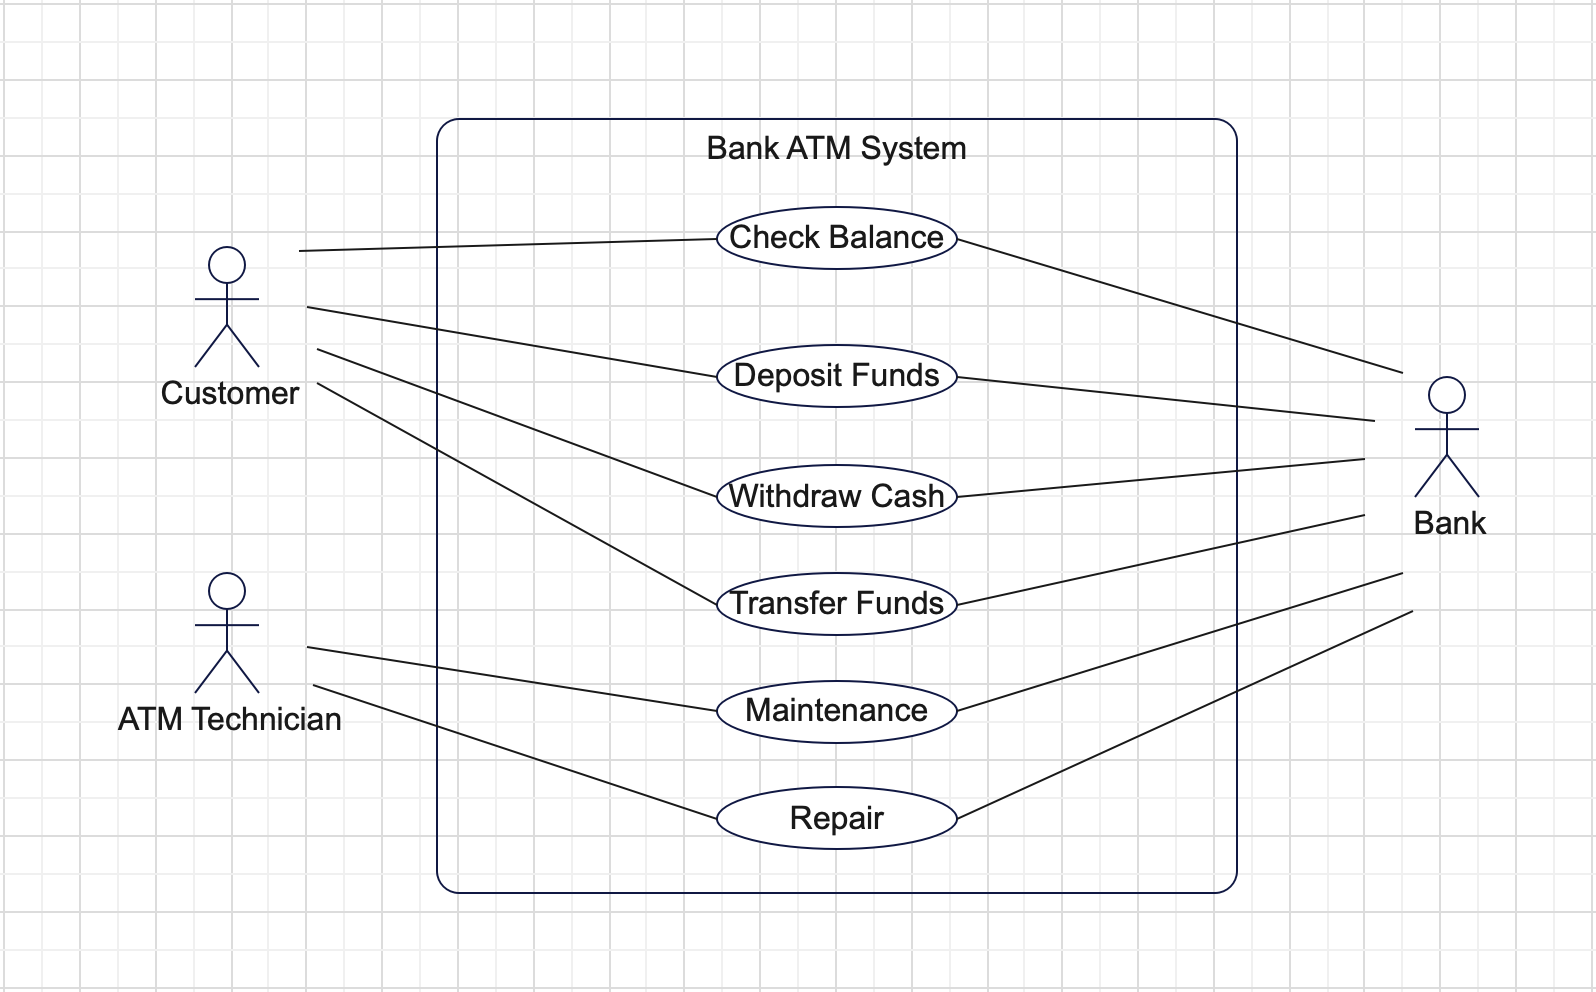 Bank ATM System
Check Balance
Customer
Deposit Funds
Withdraw Cash
Bank
Transfer Funds
ATM Technician
Maintenance
Repair